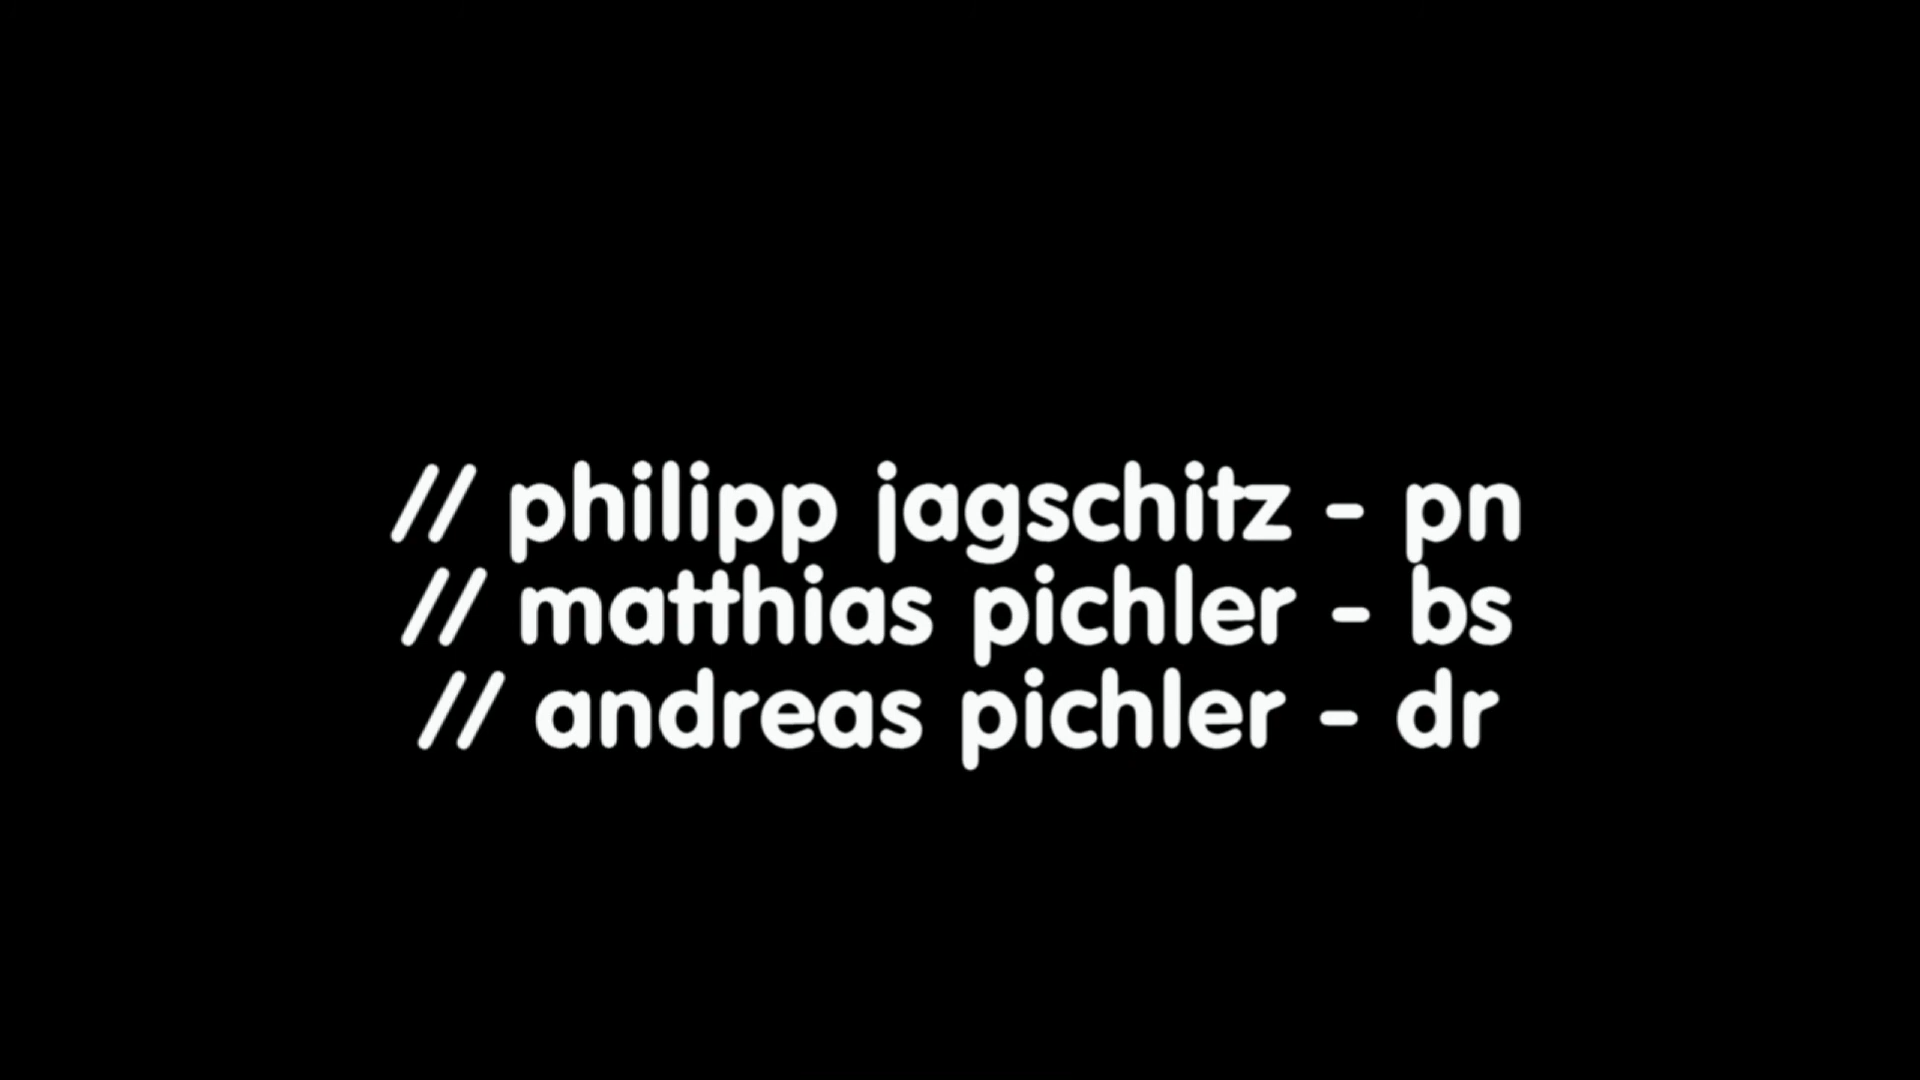 // philipp jagschitz - pn
// matthias pichler - bs
// andreas pichler - dr